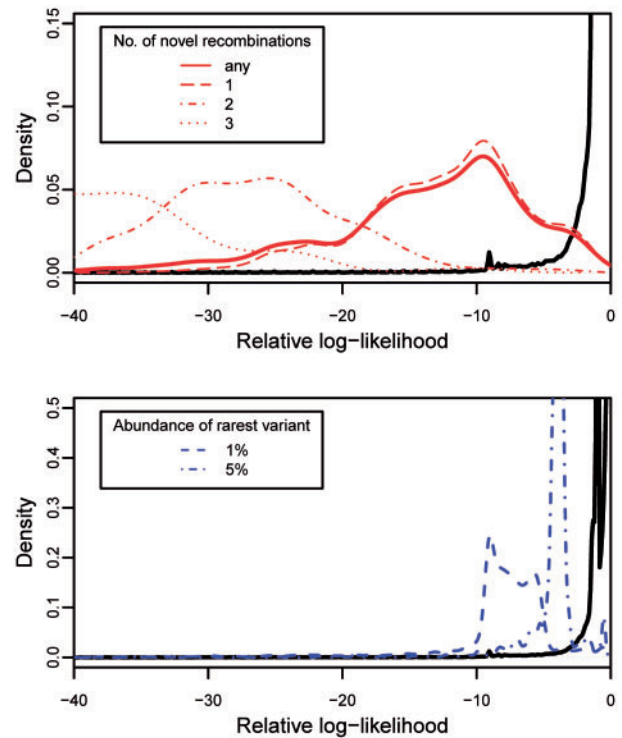 0.15
No. of novel recombinations
any
1
2
3
0.10
Density
0.05
0.00
−40 −30 −20 −10 0
Relative log−likelihood
0.5
Abundance of rarest variant
1%
5%
0.4
0.3
Density
0.2
0.1
0.0
−40 −30 −20 −10 0
Relative log−likelihood